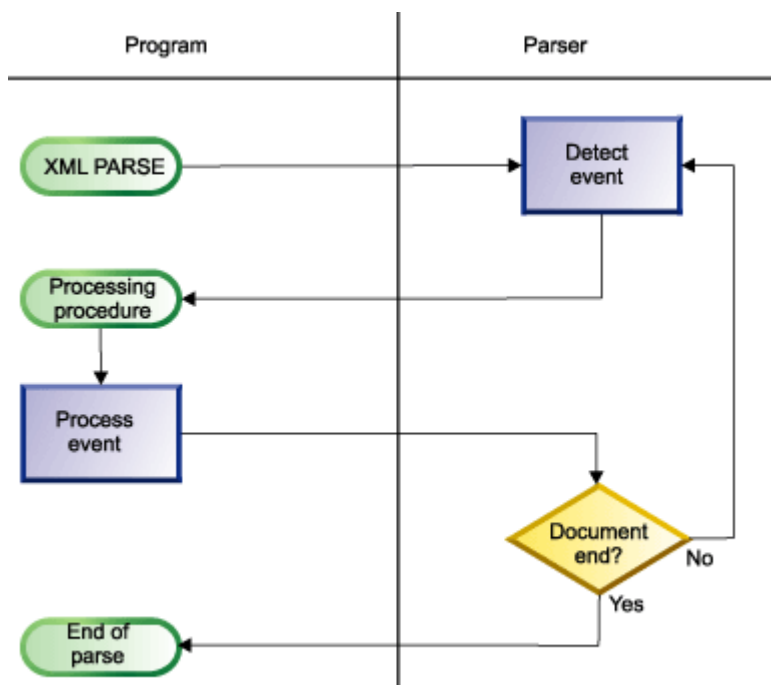 Program
Parser
XML PARSE
Detect
event
Processing
procedure
Process
event
Document
end?
No
Yes
End of
parse